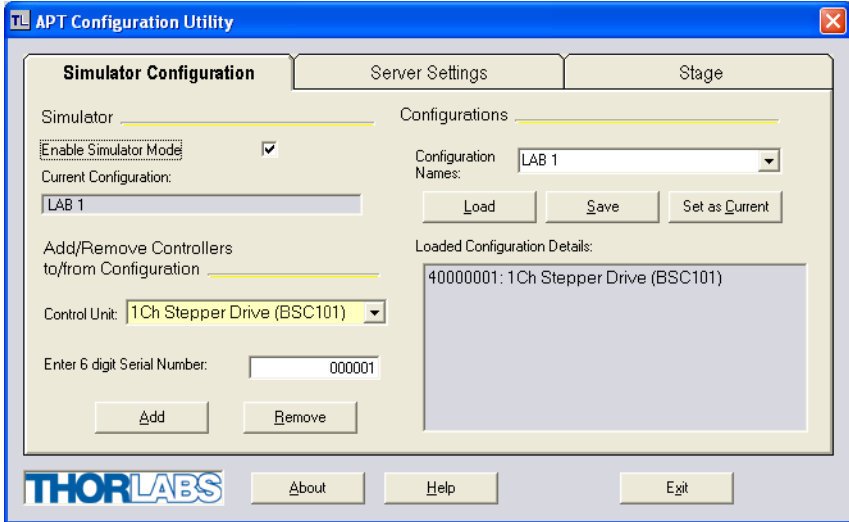 TL APT Configuration Utility
Simulator Configuration
Server Settings
Stage
Simulator
Enable Simulator Mode
Current Configuration:
LAB 1
Add/Remove Controllers
to/from Configuration
Control Unit: 1Ch Stepper Drive (BSC101)
Enter 6 digit Serial Number: 000001
Add
Remove
Configurations
Configuration
Names:
LAB 1
Load
Save
Set as Current
Loaded Configuration Details:
40000001: 1Ch Stepper Drive (BSC101)
THORLABS
About
Help
Exit